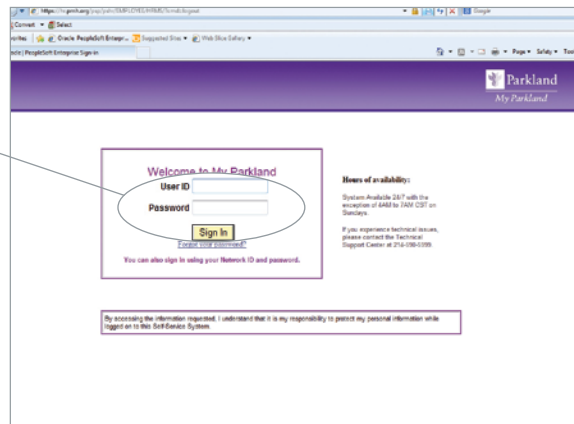 Google
Convert Select
Oracle PeopleSoft Enterpr... Suggested Sites Web Slice Gallery
Oracle | PeopleSoft Enterprise Sign-in
Page Safety
Parkland
My Parkland
Welcome to My Parkland
User ID
Password
Sign In
Forgot your password?
You can also sign in using your Network ID and password.
Hours of availability:
System Available 24/7 with the
exception of 4AM to 7AM CST on
Sundays.
If you experience technical issues,
please contact the Technical
Support Center at
By accessing the information requested, I understand that it is my responsibility to protect my personal information while
logged on to this Self-Service System.